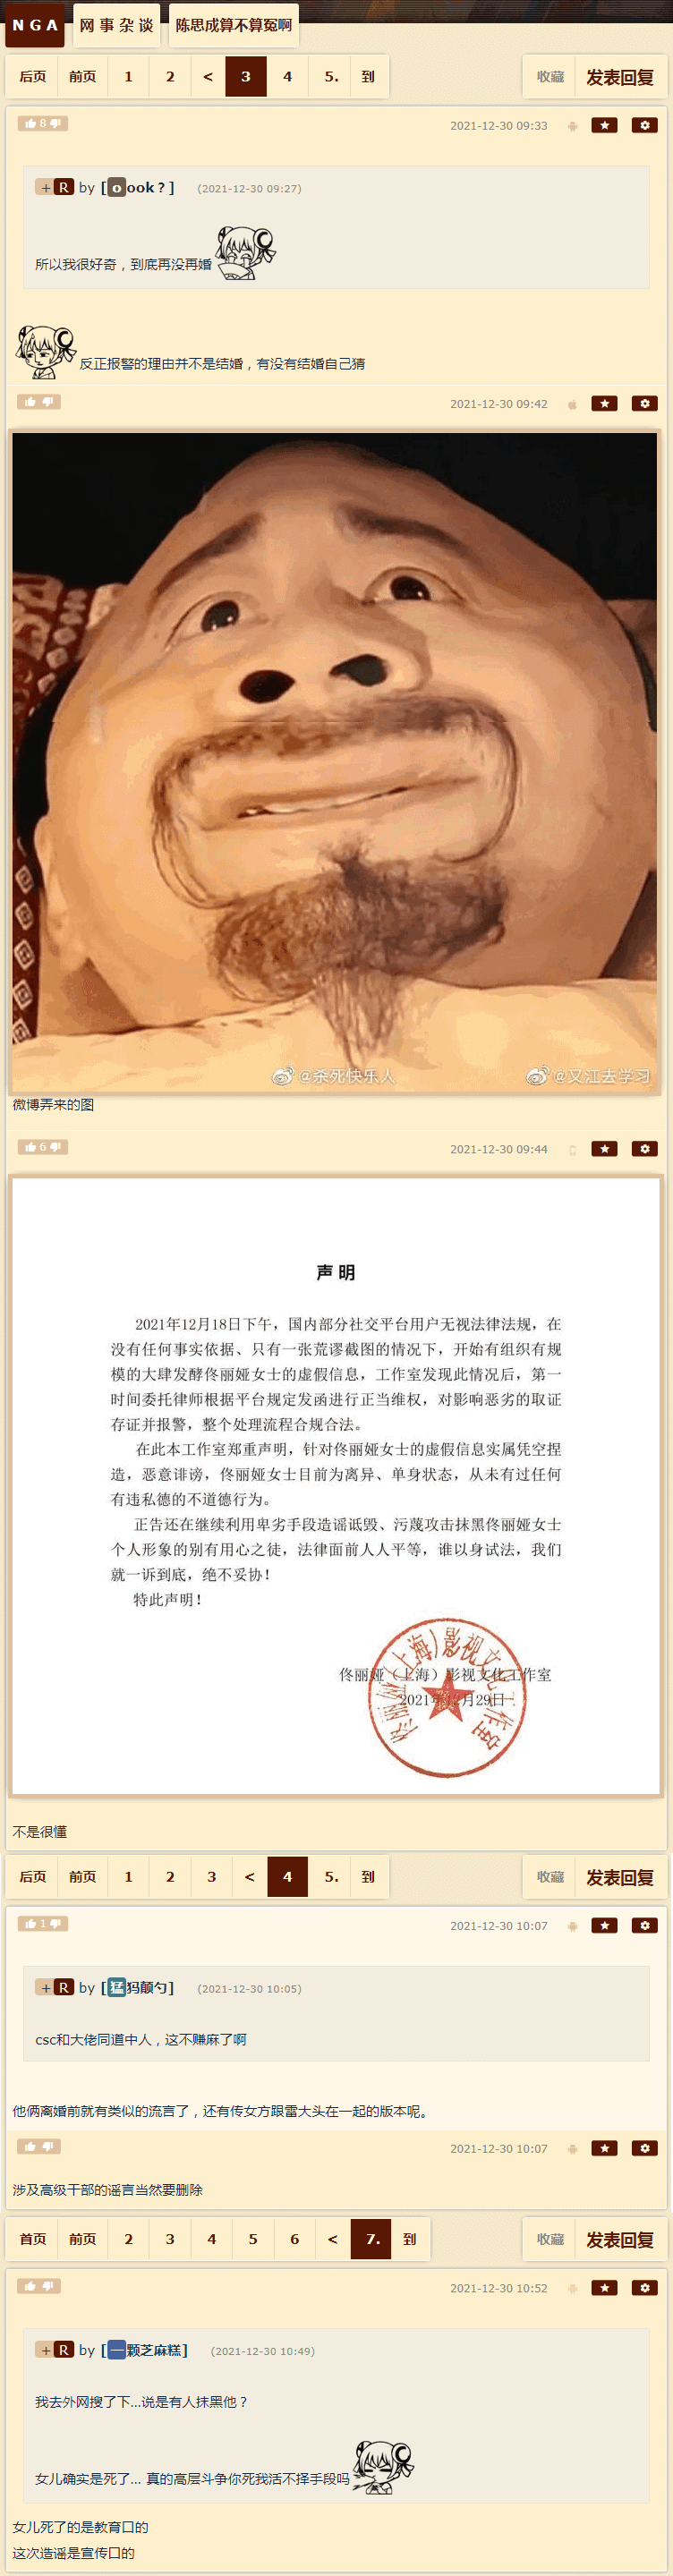 NGA 网事杂谈 陈思成算不算冤啊
后页 前页 1 2 < 3 4 5. 到 收藏 发表回复
8 2021-12-30 09:33
+ R by [oook？] (2021-12-30 09:27)
所以我很好奇，到底再没再婚
反正报警的理由并不是结婚，有没有结婚自己猜
2021-12-30 09:42
@杀死快乐人 @又江去学习
微博弄来的图
6 2021-12-30 09:44
声 明
2021年12月18日下午，国内部分社交平台用户无视法律法规，在
没有任何事实依据、只有一张荒谬截图的情况下，开始有组织有规
模的大肆发酵佟丽娅女士的虚假信息，工作室发现此情况后，第一
时间委托律师根据平台规定发函进行正当维权，对影响恶劣的取证
存证并报警，整个处理流程合规合法。
在此本工作室郑重声明，针对佟丽娅女士的虚假信息实属凭空捏
造，恶意诽谤，佟丽娅女士目前为离异、单身状态，从未有过任何
有违私德的不道德行为。
正告还在继续利用卑劣手段造谣诋毁、污蔑攻击抹黑佟丽娅女士
个人形象的别有用心之徒，法律面前人人平等，谁以身试法，我们
就一诉到底，绝不妥协！
特此声明！
佟丽娅（上海）影视文化工作室
2021年12月29日
不是很懂
后页 前页 1 2 3 < 4 5. 到 收藏 发表回复
1 2021-12-30 10:07
+ R by [猛犸颠勺] (2021-12-30 10:05)
csc和大佬同道中人，这不赚麻了啊
他俩离婚前就有类似的流言了，还有传女方跟雷大头在一起的版本呢。
2021-12-30 10:07
涉及高级干部的谣言当然要删除
首页 前页 2 3 4 5 6 < 7. 到 收藏 发表回复
2021-12-30 10:52
+ R by [一颗芝麻糕] (2021-12-30 10:49)
我去外网搜了下...说是有人抹黑他？
女儿确实是死了... 真的高层斗争你死我活不择手段吗
女儿死了的是教育口的
这次造谣是宣传口的